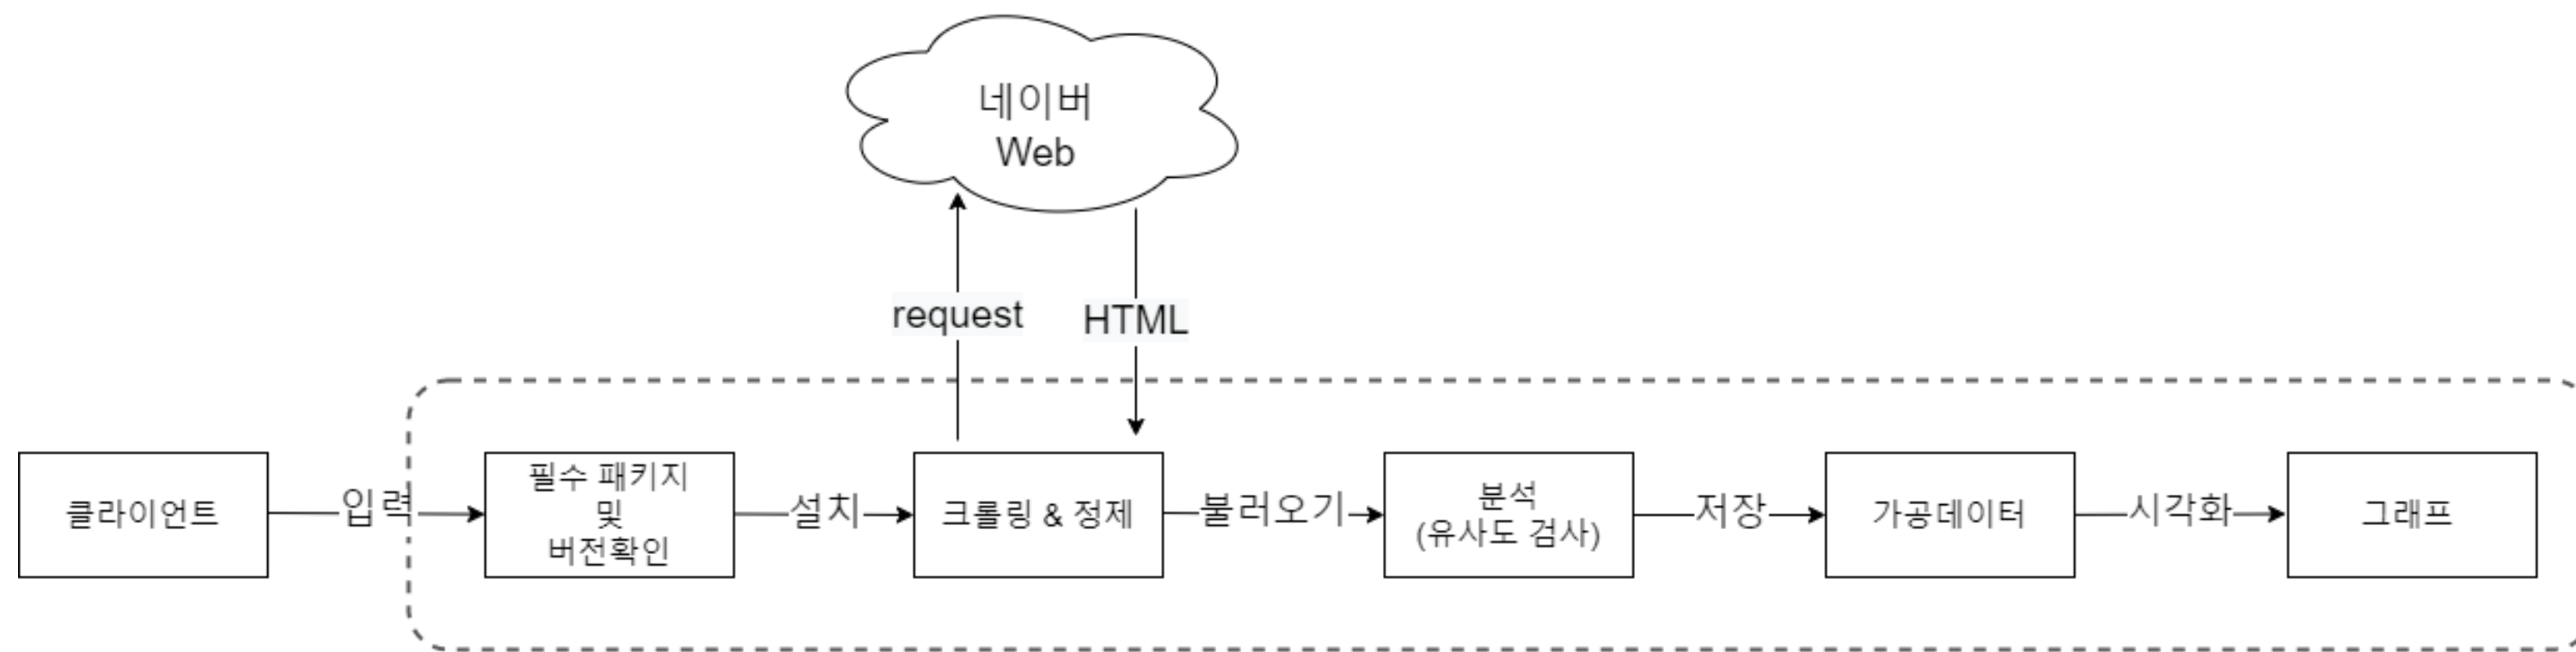 네이버
Web
request
HTML
클라이언트
입력
필수 패키지
및
버전확인
설치
크롤링 & 정제
불러오기
분석
(유사도 검사)
저장
가공데이터
시각화
그래프